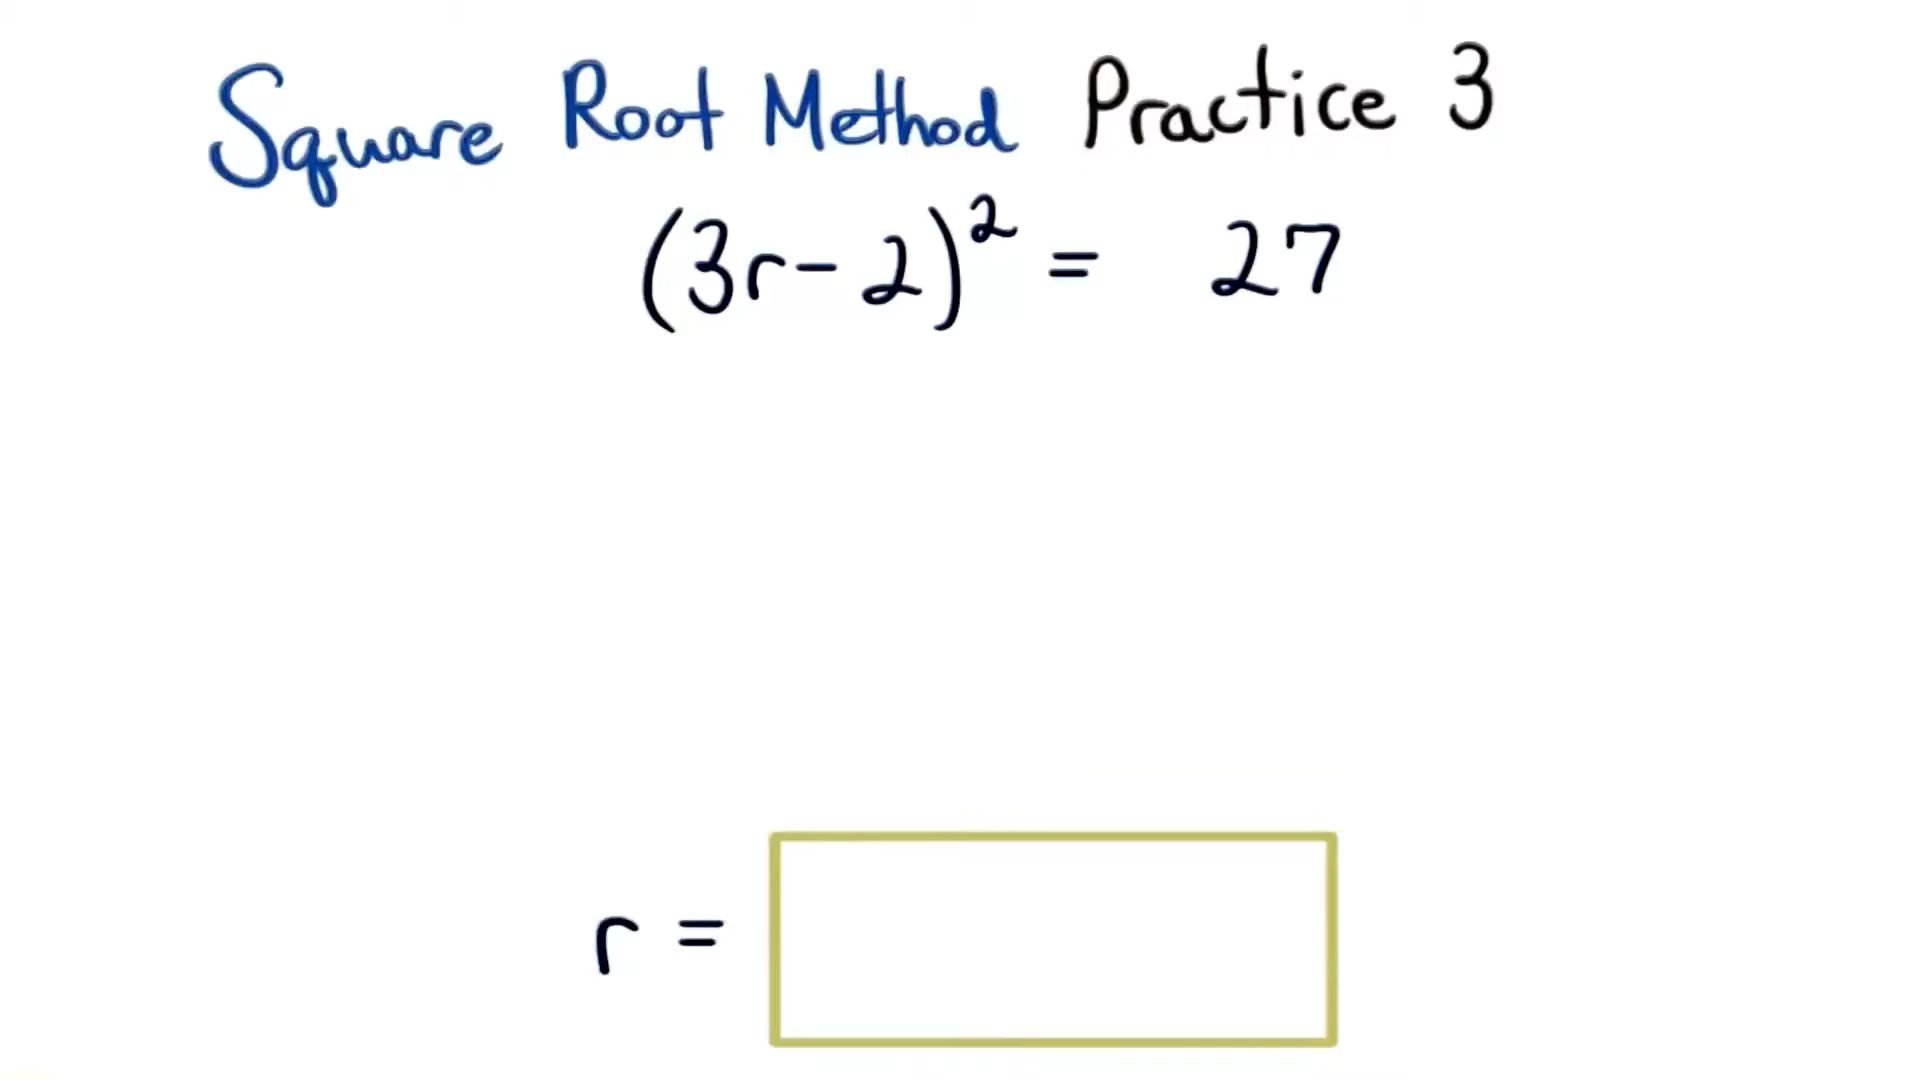 Square Root Method Practice 3
(3r-2)² = 27
r =